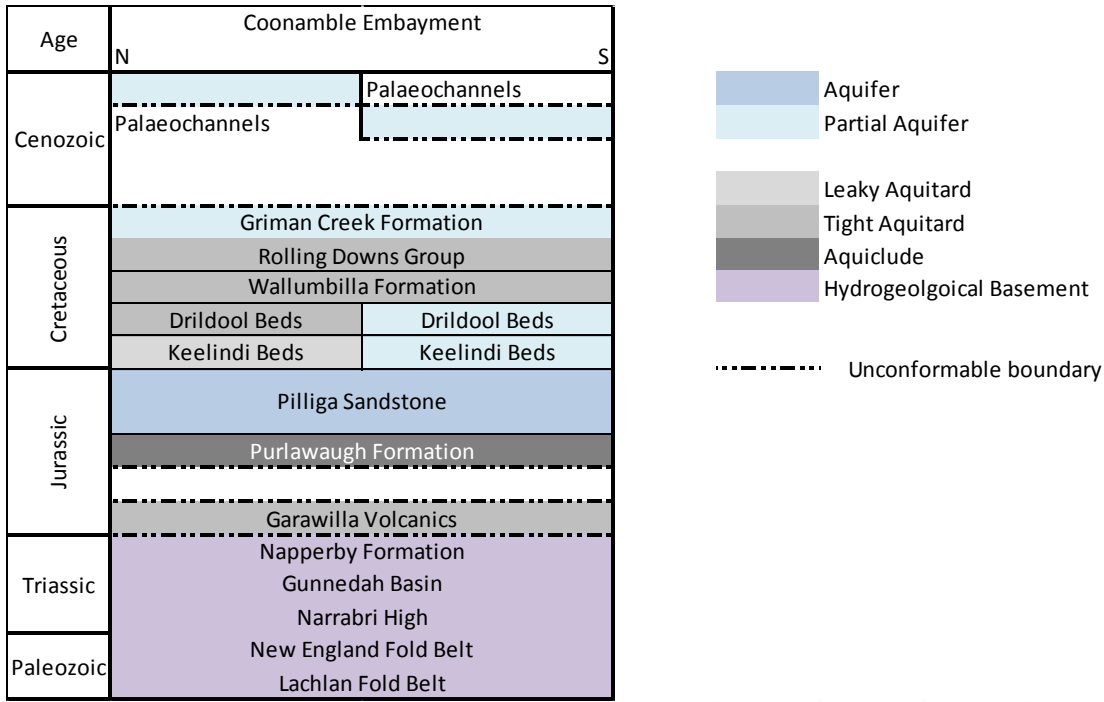 Age
Coonamble Embayment
N S
Cenozoic
Palaeochannels
Palaeochannels
Cretaceous
Griman Creek Formation
Rolling Downs Group
Wallumbilla Formation
Drildool Beds Drildool Beds
Keelindi Beds Keelindi Beds
Jurassic
Pilliga Sandstone
Purlawaugh Formation
Garawilla Volcanics
Triassic
Napperby Formation
Gunnedah Basin
Narrabri High
Paleozoic
New England Fold Belt
Lachlan Fold Belt
Aquifer
Partial Aquifer
Leaky Aquitard
Tight Aquitard
Aquiclude
Hydrogeolgoical Basement
Unconformable boundary